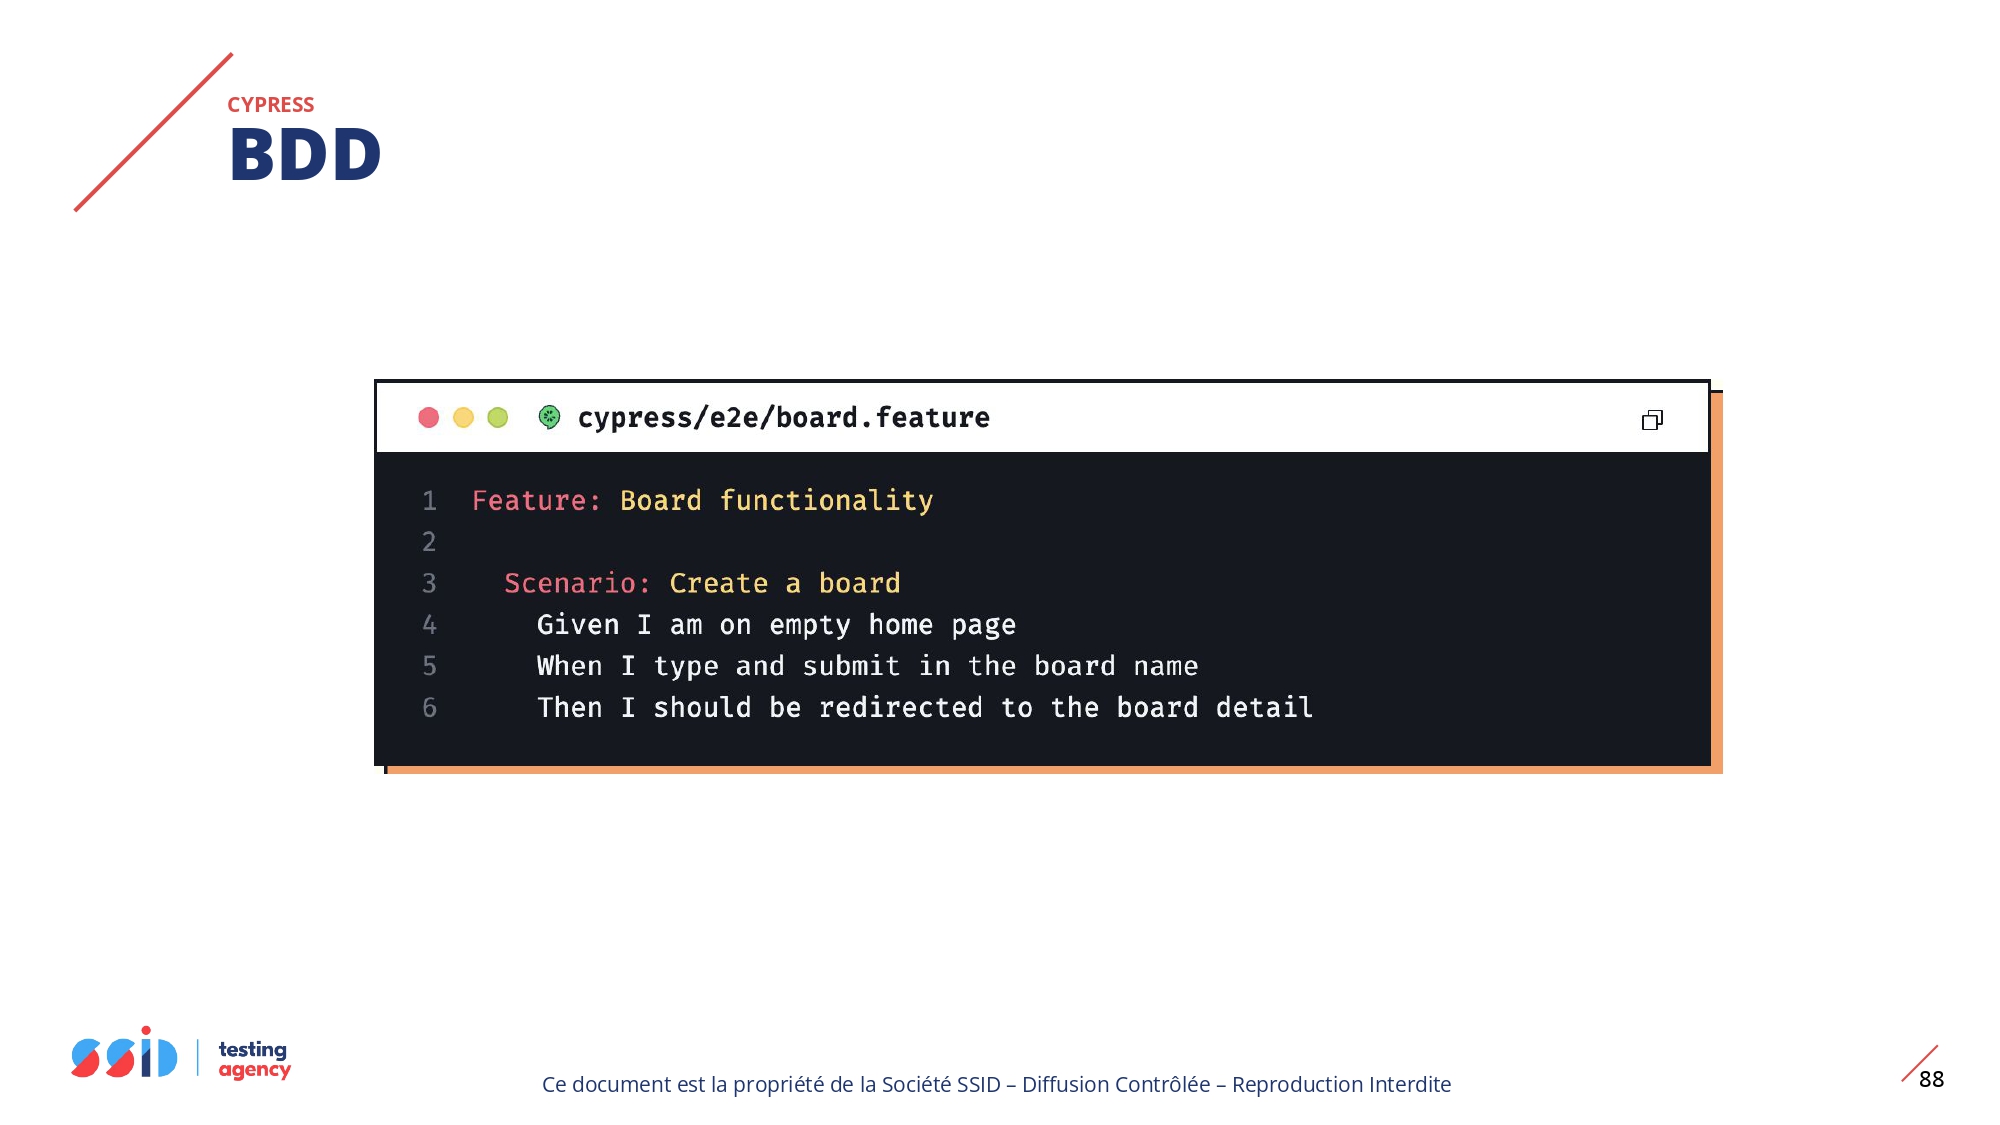 CYPRESS
BDD
cypress/e2e/board.feature
1 Feature: Board functionality
2
3 Scenario: Create a board
4 Given I am on empty home page
5 When I type and submit in the board name
6 Then I should be redirected to the board detail
ssiD testing
agency
Ce document est la propriété de la Société SSID – Diffusion Contrôlée – Reproduction Interdite
88